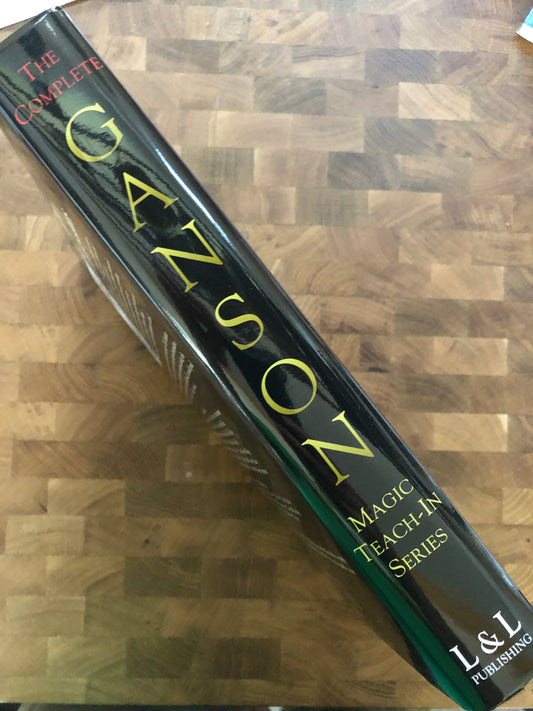 THE
COMPLETE
GANSON
MAGIC
TEACH-IN
SERIES
L&L
PUBLISHING